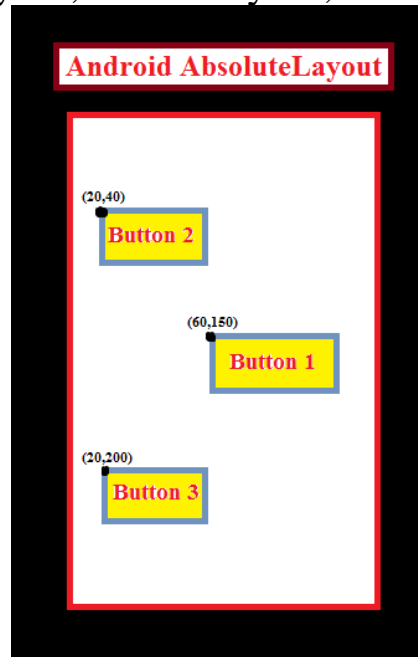 Android AbsoluteLayout
(20,40)
Button 2
(60,150)
Button 1
(20,200)
Button 3